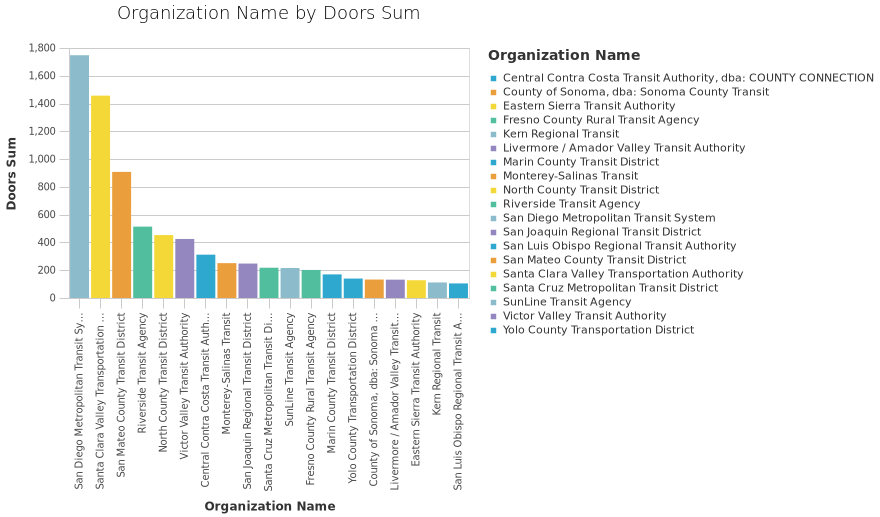 Organization Name by Doors Sum
Doors Sum
1,800
1,600
1,400
1,200
1,000
800
600
400
200
0
San Diego Metropolitan Transit Sy...
Santa Clara Valley Transportation ...
San Mateo County Transit District
Riverside Transit Agency
North County Transit District
Victor Valley Transit Authority
Central Contra Costa Transit Auth...
Monterey-Salinas Transit
San Joaquin Regional Transit District
Santa Cruz Metropolitan Transit Di...
SunLine Transit Agency
Fresno County Rural Transit Agency
Marin County Transit District
Yolo County Transportation District
County of Sonoma, dba: Sonoma ...
Livermore / Amador Valley Transit...
Eastern Sierra Transit Authority
Kern Regional Transit
San Luis Obispo Regional Transit A...
Organization Name
Organization Name
Central Contra Costa Transit Authority, dba: COUNTY CONNECTION
County of Sonoma, dba: Sonoma County Transit
Eastern Sierra Transit Authority
Fresno County Rural Transit Agency
Kern Regional Transit
Livermore / Amador Valley Transit Authority
Marin County Transit District
Monterey-Salinas Transit
North County Transit District
Riverside Transit Agency
San Diego Metropolitan Transit System
San Joaquin Regional Transit District
San Luis Obispo Regional Transit Authority
San Mateo County Transit District
Santa Clara Valley Transportation Authority
Santa Cruz Metropolitan Transit District
SunLine Transit Agency
Victor Valley Transit Authority
Yolo County Transportation District